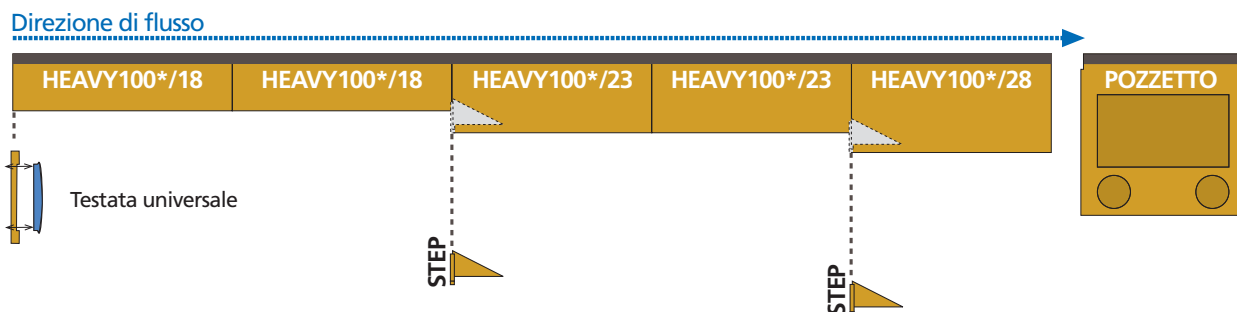 Direzione di flusso
HEAVY100*/18 HEAVY100*/18 HEAVY100*/23 HEAVY100*/23 HEAVY100*/28 POZZETTO
Testata universale
STEP
STEP